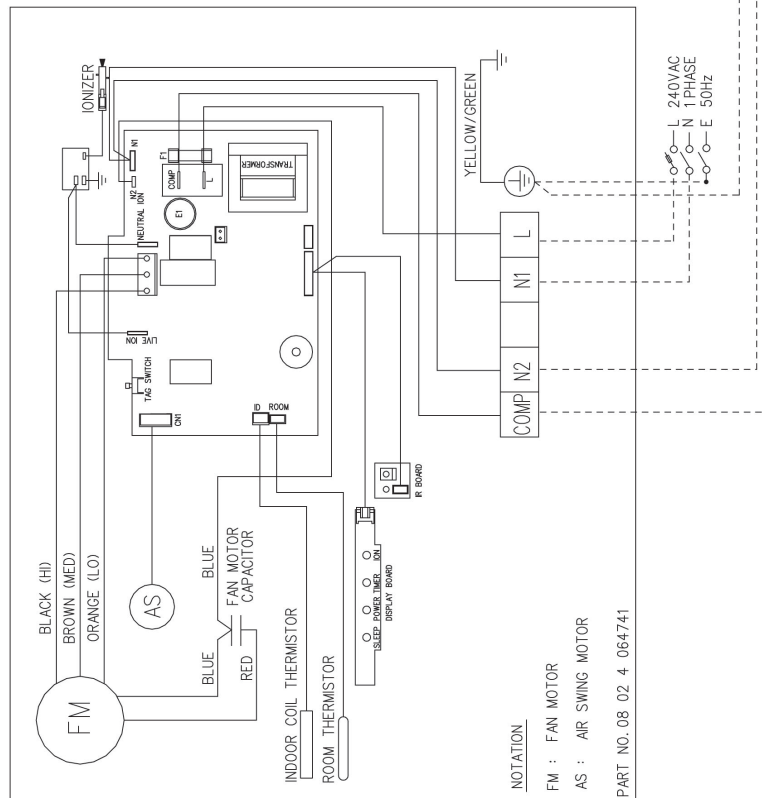 IONIZER
N1
N2
NEUTRAL ION
F1
COMP
L
E1
TRANSFORMER
LIVE ION
TAG SWITCH
CN1
ID
ROOM
YELLOW/GREEN
L 240VAC
N 1 PHASE
E 50Hz
L
N1
N2
COMP
BLACK (HI)
BROWN (MED)
ORANGE (LO)
FM
AS
BLUE
BLUE
RED
FAN MOTOR
CAPACITOR
INDOOR COIL THERMISTOR
ROOM THERMISTOR
IR BOARD
SLEEP POWER TIMER ION
DISPLAY BOARD
NOTATION
FM : FAN MOTOR
AS : AIR SWING MOTOR
PART NO. 08 02 4 064741